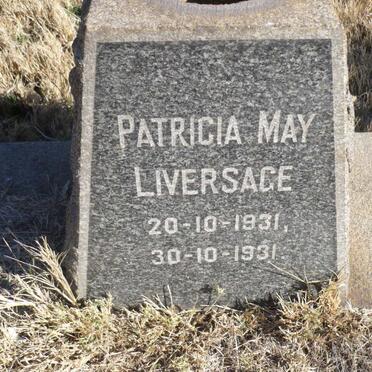 PATRICIA MAY
LIVERSAGE
20-10-1931,
30-10-1931